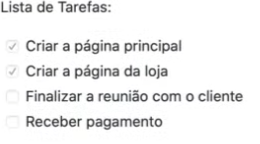 Lista de Tarefas:
Criar a página principal
Criar a página da loja
Finalizar a reunião com o cliente
Receber pagamento